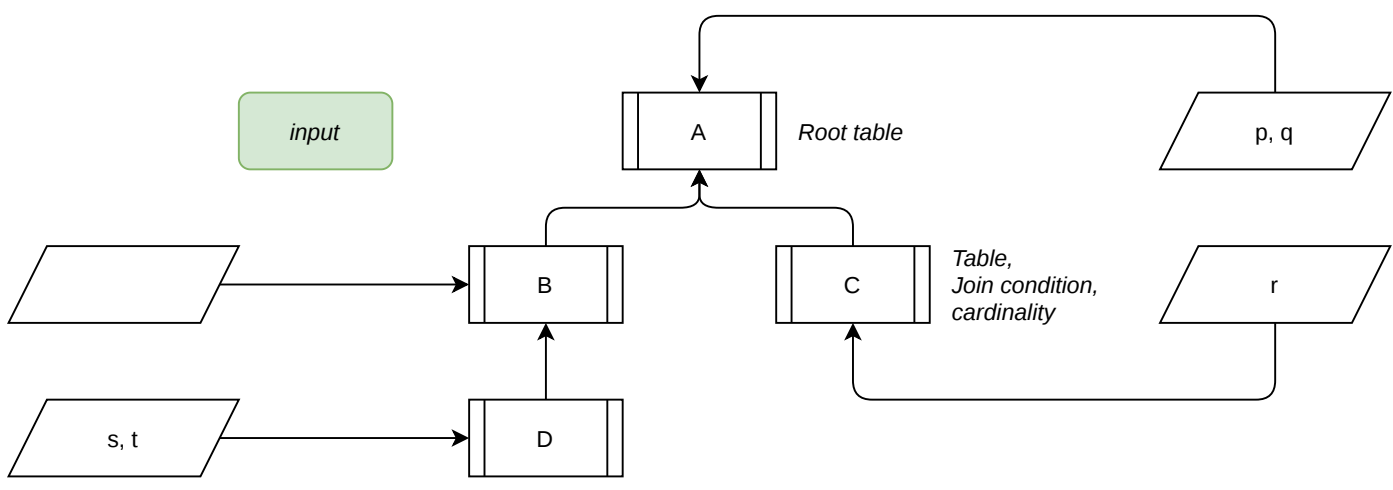 input
A
Root table
p, q
B
C
Table,
Join condition,
cardinality
r
s, t
D